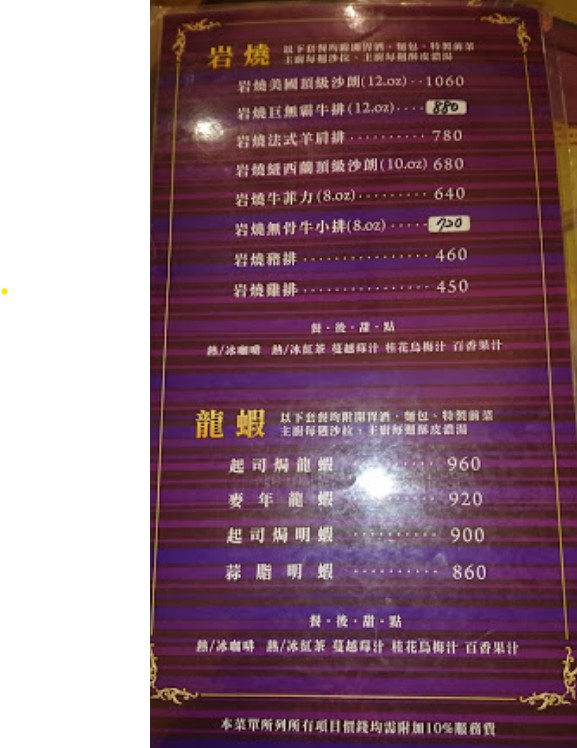 岩燒
以下套餐均附開胃酒、麵包、特製前菜
主廚每週沙拉、主廚每週酥皮濃湯
岩燒美國頂級沙朗(12.oz)··1060
岩燒巨無霸牛排(12.oz)····880
岩燒法式羊肩排·········780
岩燒紐西蘭頂級沙朗(10.oz) 680
岩燒牛菲力(8.oz)·········640
岩燒無骨牛小排(8.oz)·····720
岩燒豬排················460
岩燒雞排················450
餐·後·甜·點
熱/冰咖啡 熱/冰紅茶 蔓越莓汁 桂花烏梅汁 百香果汁
龍蝦
以下套餐均附開胃酒、麵包、特製前菜
主廚每週沙拉、主廚每週酥皮濃湯
起司焗龍蝦 ·········· 960
麥年龍蝦 ·········· 920
起司焗明蝦 ·········· 900
蒜脂明蝦 ·········· 860
餐·後·甜·點
熱/冰咖啡 熱/冰紅茶 蔓越莓汁 桂花烏梅汁 百香果汁
本菜單所列所有項目價錢均需附加10%服務費